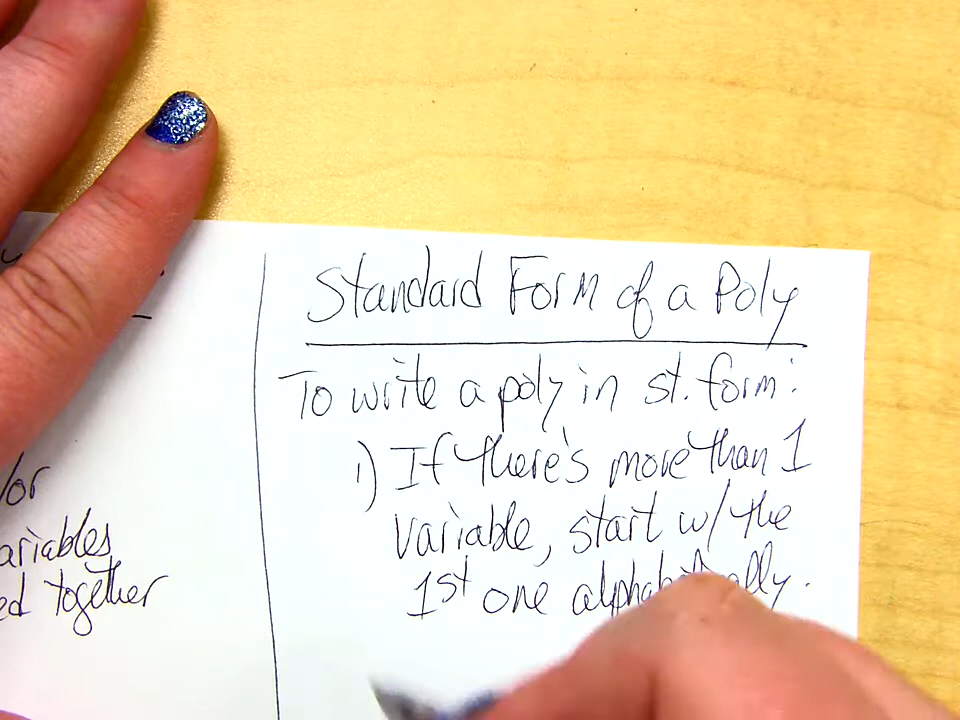 Standard Form of a Poly
To write a poly in st. form:
1) If there's more than 1
variable, start w/ the
1st one alphabetically.
/or
ariables
ed together